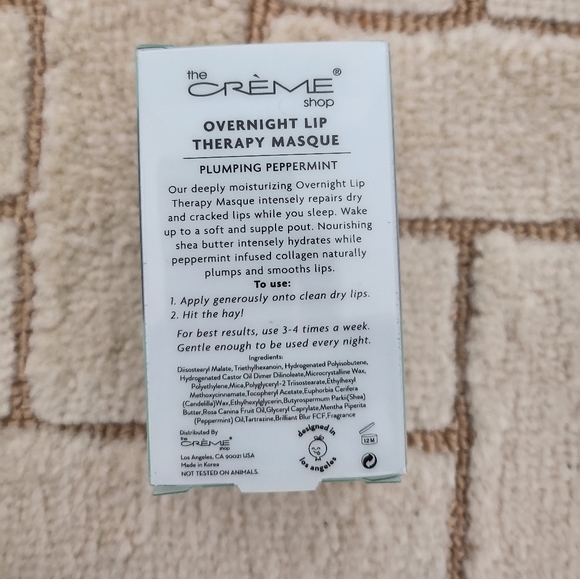 the
CRÈME®
shop
OVERNIGHT LIP
THERAPY MASQUE
PLUMPING PEPPERMINT
Our deeply moisturizing Overnight Lip
Therapy Masque intensely repairs dry
and cracked lips while you sleep. Wake
up to a soft and supple pout. Nourishing
shea butter intensely hydrates while
peppermint infused collagen naturally
plumps and smooths lips.
To use:
1. Apply generously onto clean dry lips.
2. Hit the hay!
For best results, use 3-4 times a week.
Gentle enough to be used every night.
Ingredients:
Diisostearyl Malate, Triethylhexanoin, Hydrogenated Polyisobutene,
Hydrogenated Castor Oil Dimer Dilinoleate,Microcrystalline Wax,
Polyethylene,Mica,Polyglyceryl-2 Triisostearate,Ethylhexyl
Methoxycinnamate,Tocopheryl Acetate,Euphorbia Cerifera
(Candelilla)Wax,Ethylhexylglycerin,Butyrospermum Parkii(Shea)
Butter,Rosa Canina Fruit Oil,Glyceryl Caprylate,Mentha Piperita
(Peppermint) Oil,Tartrazine,Brilliant Blur FCF,Fragrance
Distributed By
the
CRÈME®
shop
Los Angeles, CA 90021 USA
Made in Korea
NOT TESTED ON ANIMALS.
designed in
los angeles
12 M